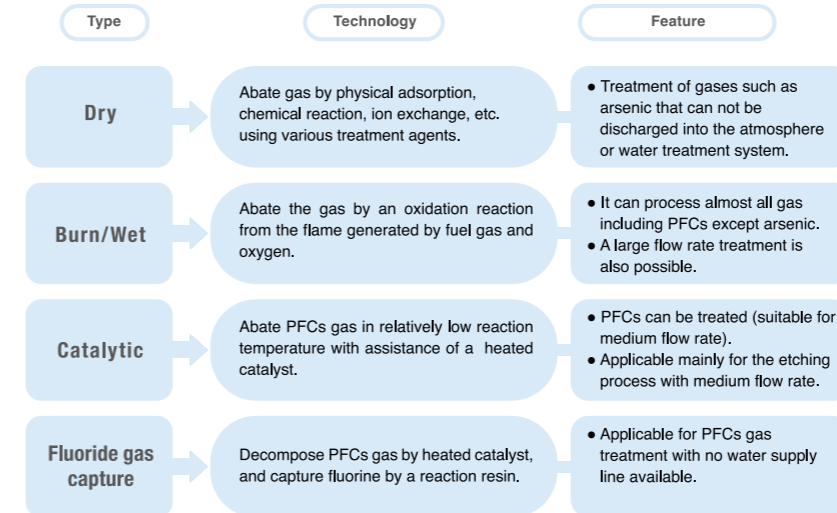 Type
Technology
Feature
Dry
Abate gas by physical adsorption,
chemical reaction, ion exchange, etc.
using various treatment agents.
● Treatment of gases such as
arsenic that can not be
discharged into the atmosphere
or water treatment system.
Burn/Wet
Abate the gas by an oxidation reaction
from the flame generated by fuel gas and
oxygen.
● It can process almost all gas
including PFCs except arsenic.
● A large flow rate treatment is
also possible.
Catalytic
Abate PFCs gas in relatively low reaction
temperature with assistance of a heated
catalyst.
● PFCs can be treated (suitable for
medium flow rate).
● Applicable mainly for the etching
process with medium flow rate.
Fluoride gas
capture
Decompose PFCs gas by heated catalyst,
and capture fluorine by a reaction resin.
● Applicable for PFCs gas
treatment with no water supply
line available.